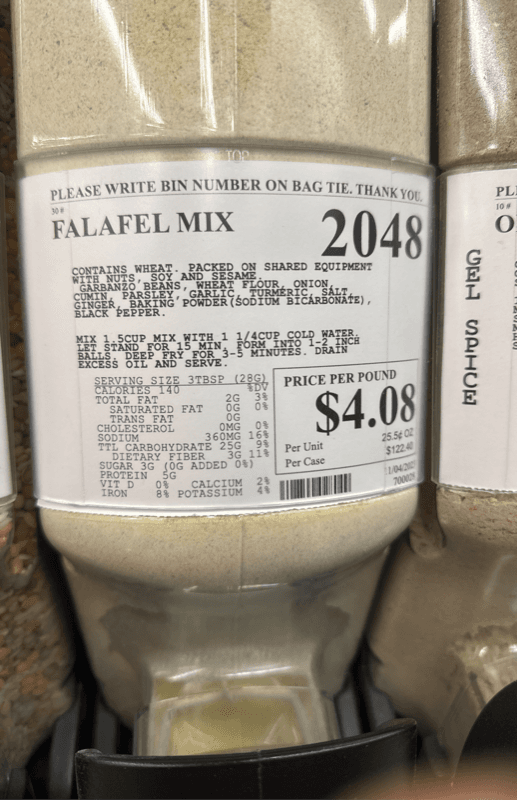 TOP
PLEASE WRITE BIN NUMBER ON BAG TIE. THANK YOU.
30 #
FALAFEL MIX
2048
CONTAINS WHEAT. PACKED ON SHARED EQUIPMENT
WITH NUTS, SOY AND SESAME.
GARBANZO BEANS, WHEAT FLOUR, ONION,
CUMIN, PARSLEY, GARLIC, TURMERIC, SALT,
GINGER, BAKING POWDER(SODIUM BICARBONATE),
BLACK PEPPER.
MIX 1.5CUP MIX WITH 1 1/4CUP COLD WATER.
LET STAND FOR 15 MIN, FORM INTO 1-2 INCH
BALLS. DEEP FRY FOR 3-5 MINUTES. DRAIN
EXCESS OIL AND SERVE.
SERVING SIZE 3TBSP (28G)
CALORIES 140 %DV
TOTAL FAT 2G 3%
SATURATED FAT 0G 0%
TRANS FAT 0G
CHOLESTEROL 0MG 0%
SODIUM 360MG 16%
TTL CARBOHYDRATE 25G 9%
DIETARY FIBER 3G 11%
SUGAR 3G (0G ADDED 0%)
PROTEIN 5G
VIT D 0% CALCIUM 2%
IRON 8% POTASSIUM 4%
PRICE PER POUND
$4.08
25.5¢ OZ
Per Unit $122.40
Per Case
11/04/202
70002
PL
10 #
O
GEL SPICE